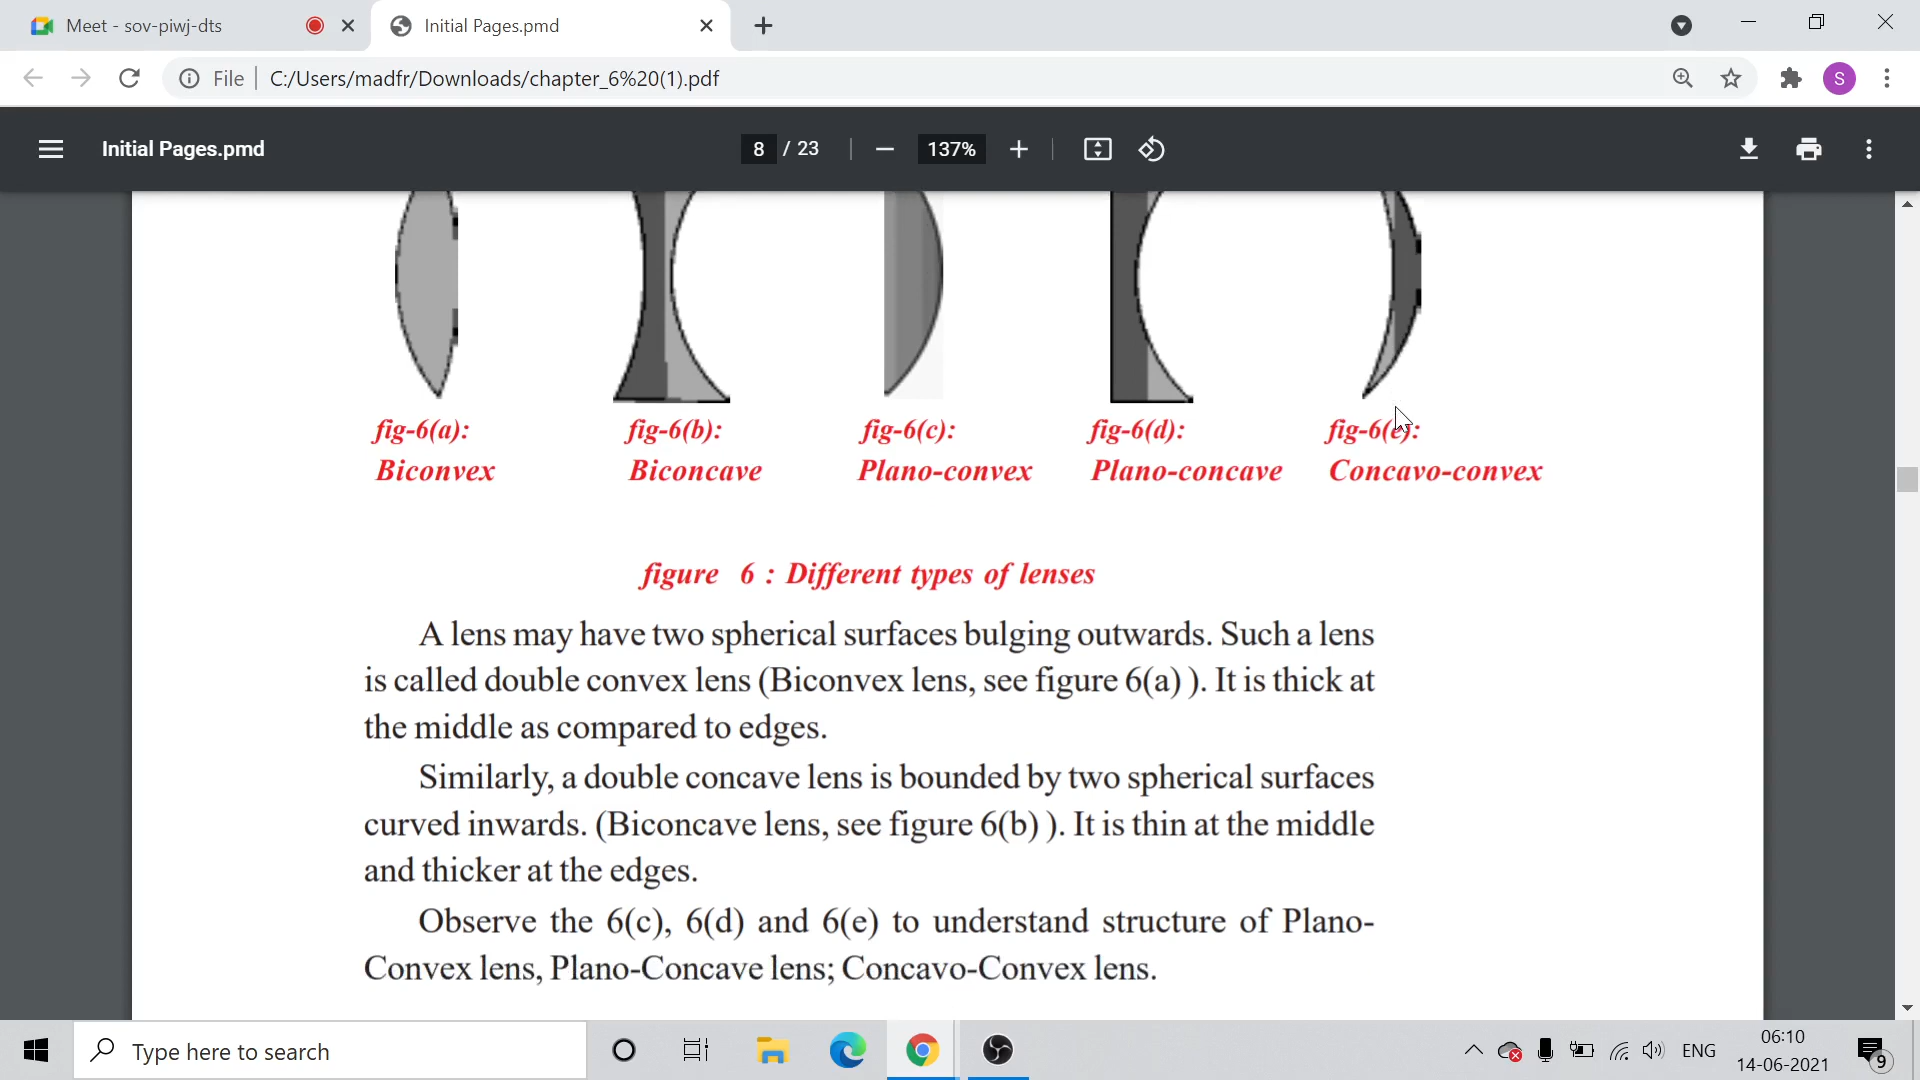 Meet - sov-piwj-dts
Initial Pages.pmd
S
File
C:/Users/madfr/Downloads/chapter_6%20(1).pdf
Initial Pages.pmd
8 / 23
137%
fig-6(a): fig-6(b): fig-6(c): fig-6(d): fig-6(e):
Biconvex Biconcave Plano-convex Plano-concave Concavo-convex
figure 6 : Different types of lenses
A lens may have two spherical surfaces bulging outwards. Such a lens
is called double convex lens (Biconvex lens, see figure 6(a) ). It is thick at
the middle as compared to edges.
Similarly, a double concave lens is bounded by two spherical surfaces
curved inwards. (Biconcave lens, see figure 6(b) ). It is thin at the middle
and thicker at the edges.
Observe the 6(c), 6(d) and 6(e) to understand structure of Plano-
Convex lens, Plano-Concave lens; Concavo-Convex lens.
Type here to search
ENG
06:10
14-06-2021
9